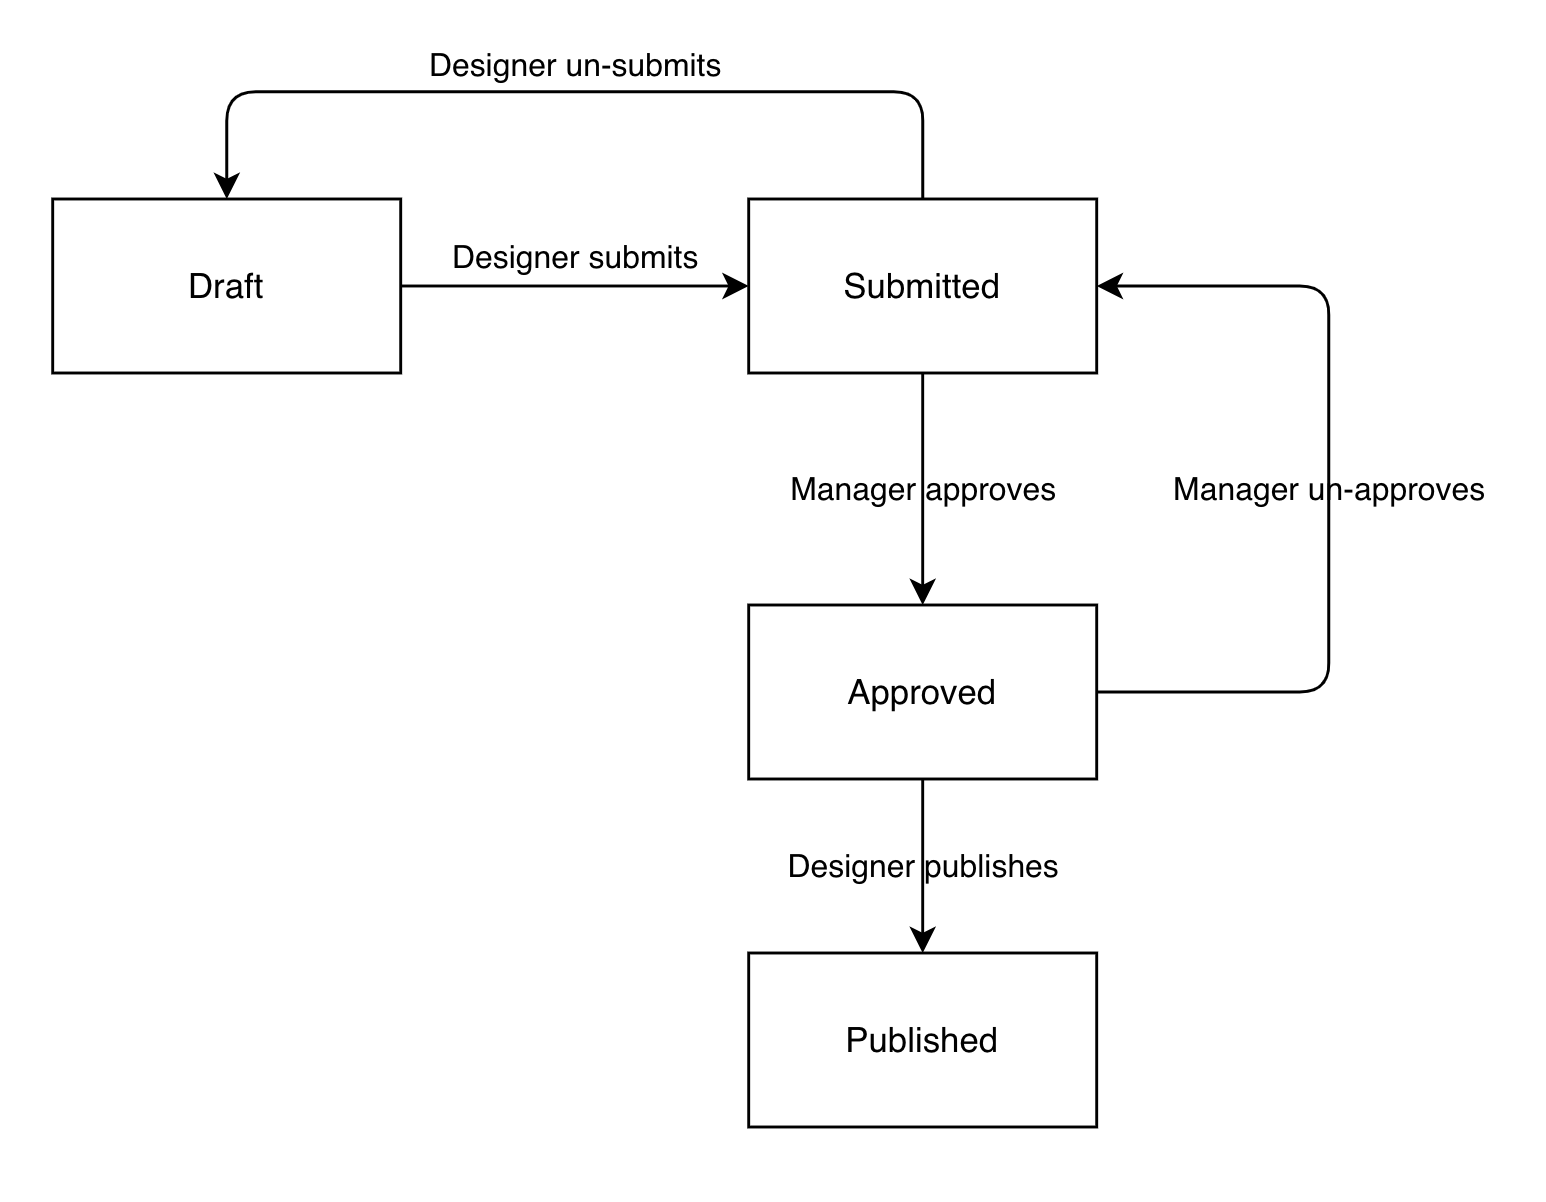 Designer un-submits
Designer submits
Draft
Submitted
Manager approves
Manager un-approves
Approved
Designer publishes
Published